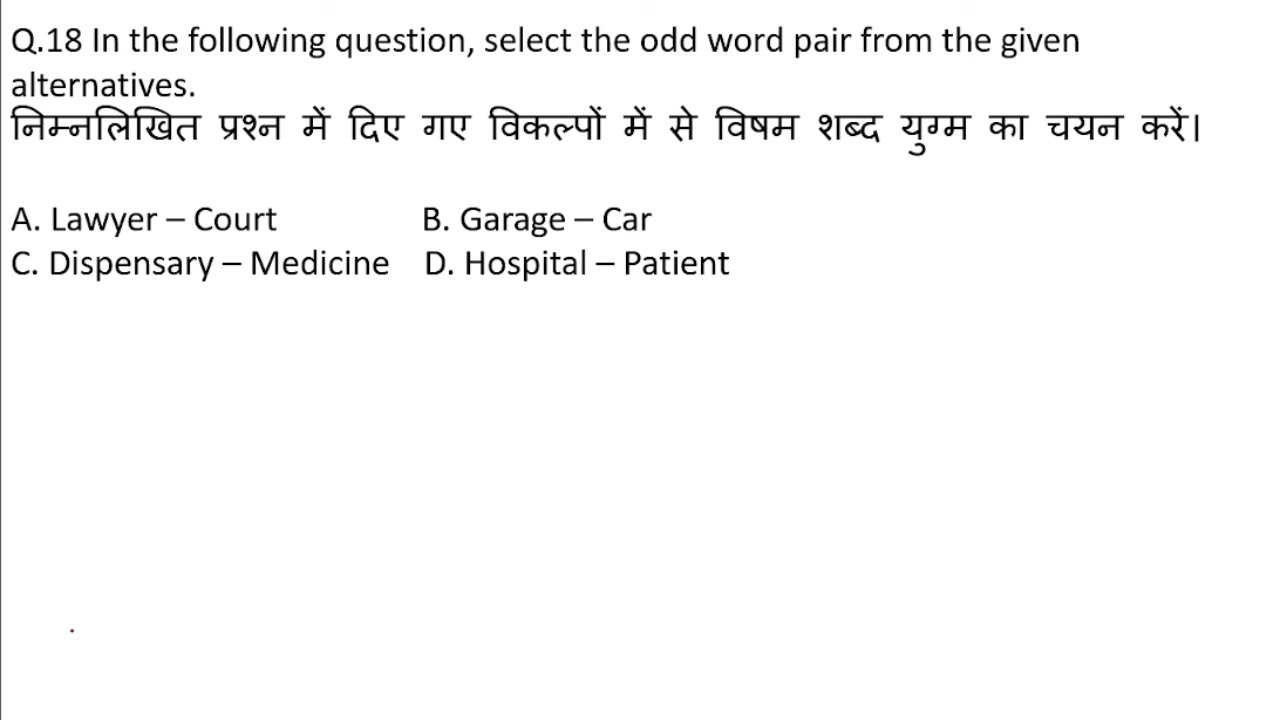 Q.18 In the following question, select the odd word pair from the given
alternatives.
निम्नलिखित प्रश्न में दिए गए विकल्पों में से विषम शब्द युग्म का चयन करें।
A. Lawyer – Court B. Garage – Car
C. Dispensary – Medicine D. Hospital – Patient